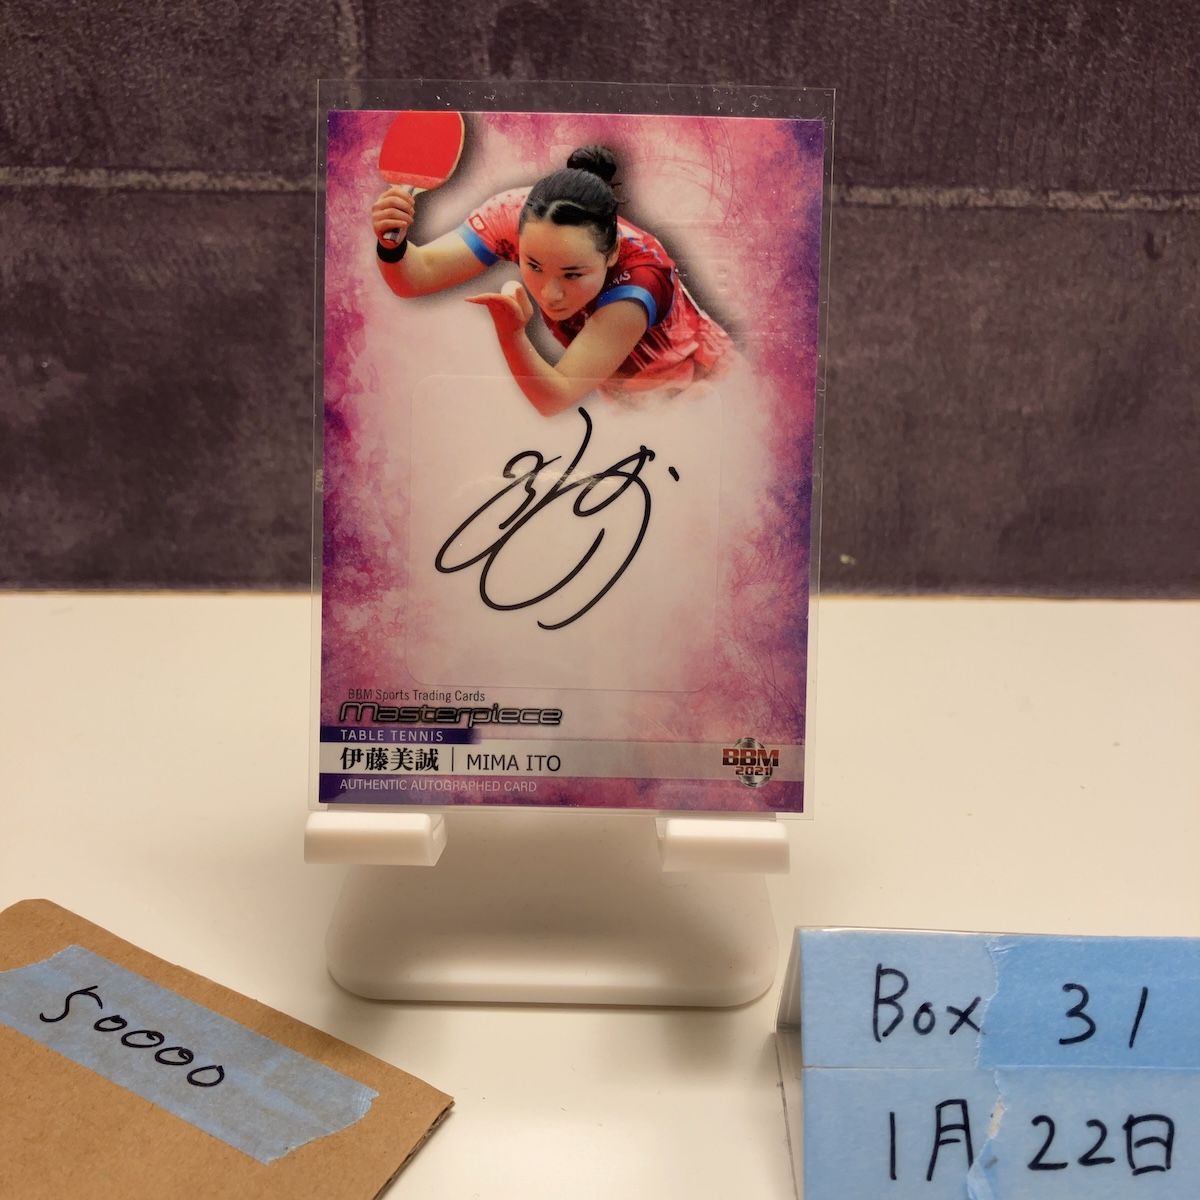 BBM Sports Trading Cards
Masterpiece
TABLE TENNIS
伊藤美誠 | MIMA ITO
AUTHENTIC AUTOGRAPHED CARD
BBM
2021
50000
Box 31
1月22日